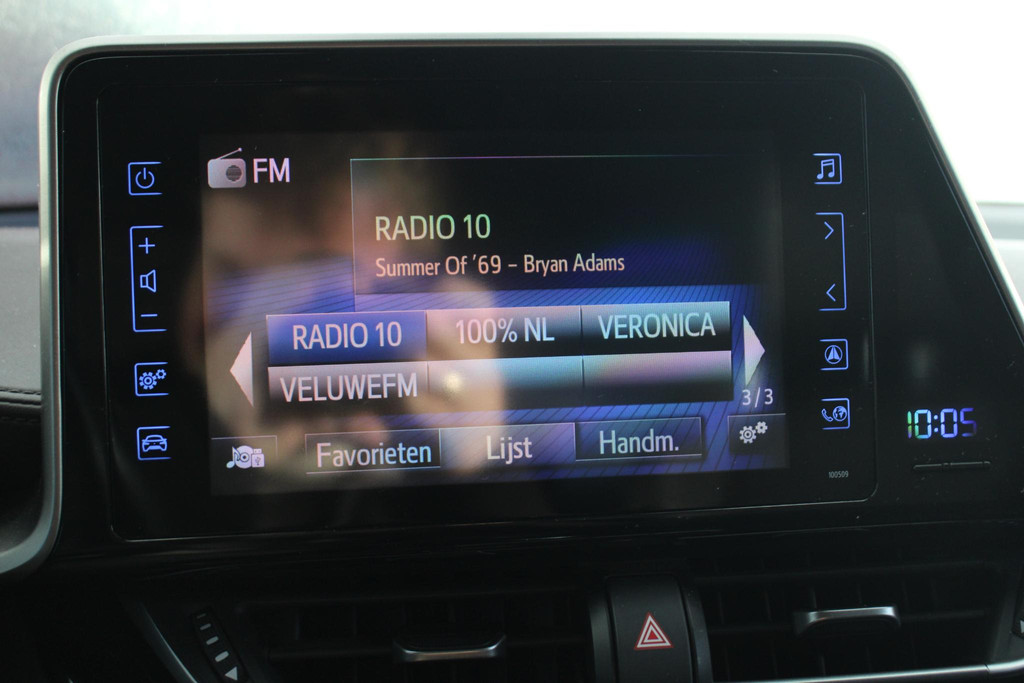 FM
RADIO 10
Summer Of '69 – Bryan Adams
RADIO 10 100% NL VERONICA
VELUWEFM
3/3
Favorieten Lijst Handm.
10:05
100509